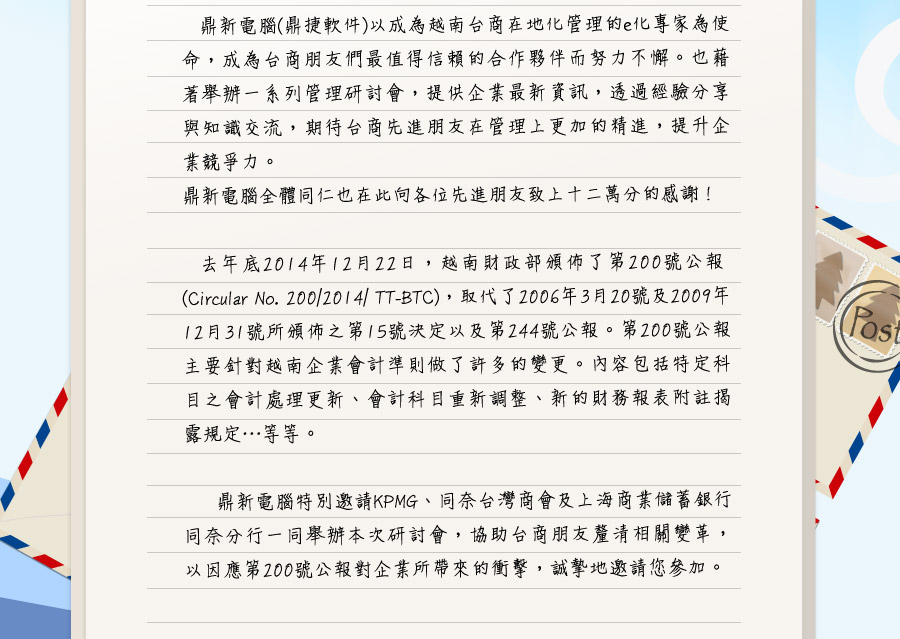 鼎新電腦(鼎捷軟件)以成為越南台商在地化管理的e化專家為使
命，成為台商朋友們最值得信賴的合作夥伴而努力不懈。也藉
著舉辦一系列管理研討會，提供企業最新資訊，透過經驗分享
與知識交流，期待台商先進朋友在管理上更加的精進，提升企
業競爭力。
鼎新電腦全體同仁也在此向各位先進朋友致上十二萬分的感謝！
去年底2014年12月22日，越南財政部頒佈了第200號公報
(Circular No. 200/2014/ TT-BTC)，取代了2006年3月20號及2009年
12月31號所頒佈之第15號決定以及第244號公報。第200號公報
主要針對越南企業會計準則做了許多的變更。內容包括特定科
目之會計處理更新、會計科目重新調整、新的財務報表附註揭
露規定…等等。
鼎新電腦特別邀請KPMG、同奈台灣商會及上海商業儲蓄銀行
同奈分行一同舉辦本次研討會，協助台商朋友釐清相關變革，
以因應第200號公報對企業所帶來的衝擊，誠摯地邀請您參加。
Post